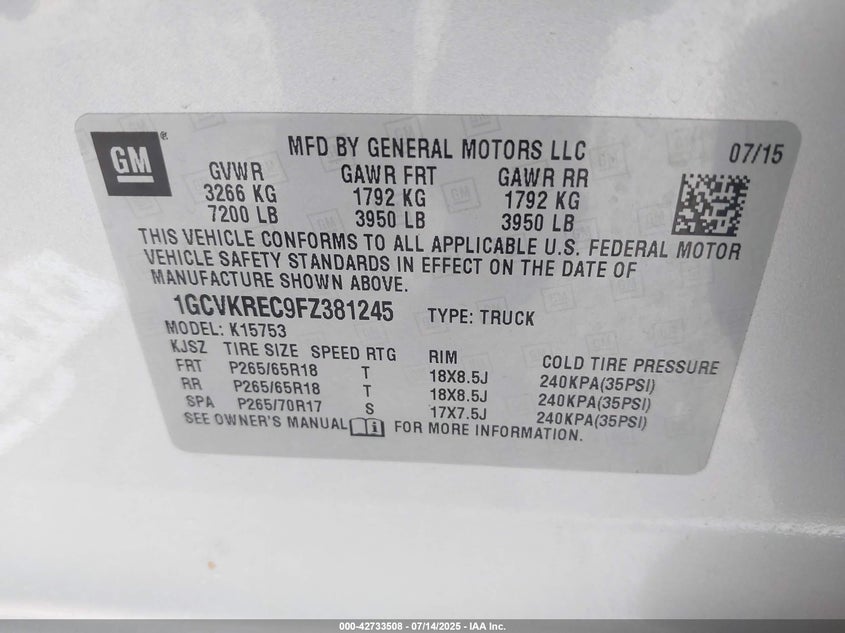 GM
MFD BY GENERAL MOTORS LLC 07/15
GVWR GAWR FRT GAWR RR
3266 KG 1792 KG 1792 KG
7200 LB 3950 LB 3950 LB
THIS VEHICLE CONFORMS TO ALL APPLICABLE U.S. FEDERAL MOTOR
VEHICLE SAFETY STANDARDS IN EFFECT ON THE DATE OF
MANUFACTURE SHOWN ABOVE.
1GCVKREC9FZ381245 TYPE: TRUCK
MODEL: K15753
KJSZ TIRE SIZE SPEED RTG RIM COLD TIRE PRESSURE
FRT P265/65R18 T 18X8.5J 240KPA(35PSI)
RR P265/65R18 T 18X8.5J 240KPA(35PSI)
SPA P265/70R17 S 17X7.5J 240KPA(35PSI)
SEE OWNER'S MANUAL i FOR MORE INFORMATION.
000-42733508 - 07/14/2025 - IAA Inc.